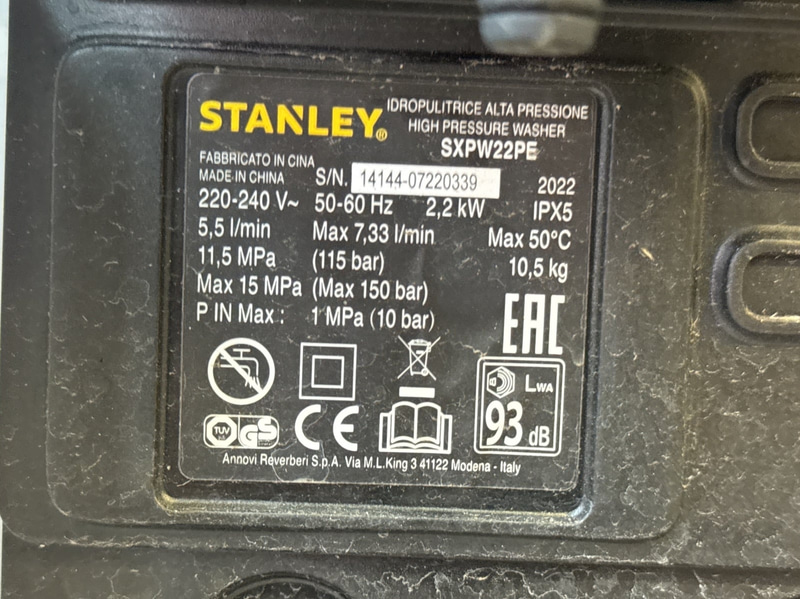 STANLEY®
IDROPULITRICE ALTA PRESSIONE
HIGH PRESSURE WASHER
SXPW22PE
FABBRICATO IN CINA
MADE IN CHINA
S/N. 14144-07220339 2022
220-240 V~ 50-60 Hz 2,2 kW IPX5
5,5 l/min Max 7,33 l/min Max 50°C
11,5 MPa (115 bar) 10,5 kg
Max 15 MPa (Max 150 bar)
P IN Max : 1 MPa (10 bar)
EAC
LWA
93 dB
TUV GS CE
Annovi Reverberi S.p.A. Via M.L.King 3 41122 Modena - Italy